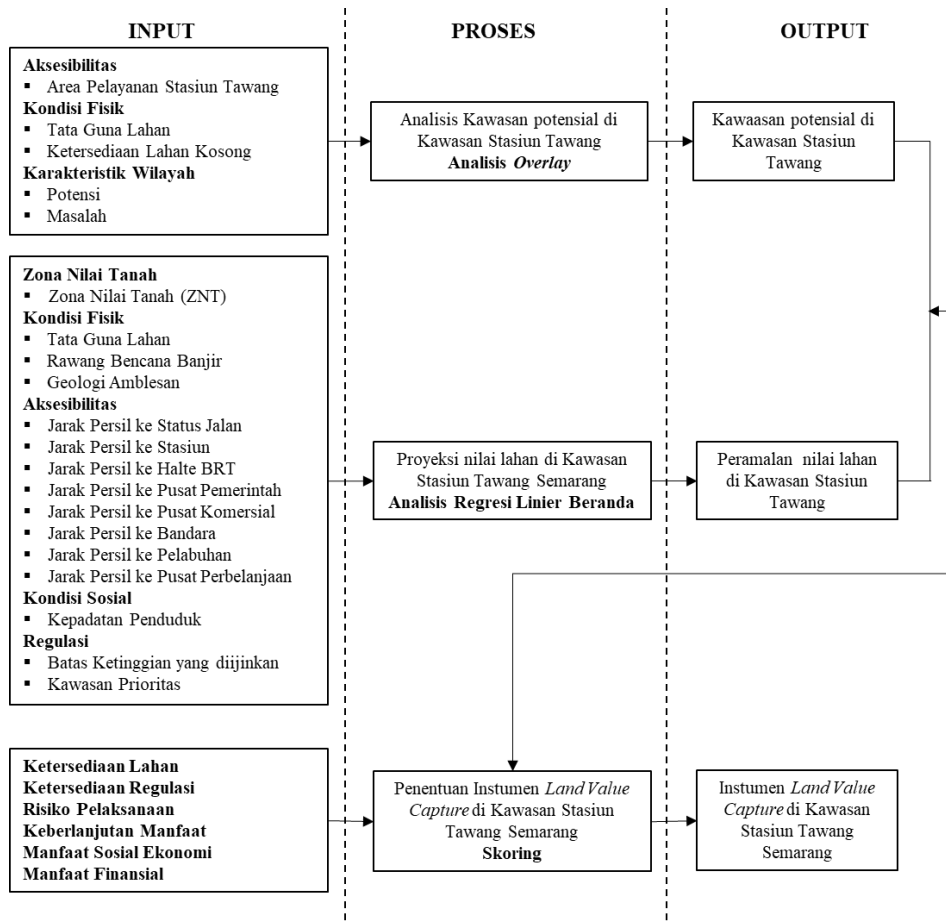 INPUT
PROSES
OUTPUT
Aksesibilitas
▪ Area Pelayanan Stasiun Tawang
Kondisi Fisik
▪ Tata Guna Lahan
▪ Ketersediaan Lahan Kosong
Karakteristik Wilayah
▪ Potensi
▪ Masalah
Analisis Kawasan potensial di
Kawasan Stasiun Tawang
Analisis Overlay
Kawaasan potensial di
Kawasan Stasiun
Tawang
Zona Nilai Tanah
▪ Zona Nilai Tanah (ZNT)
Kondisi Fisik
▪ Tata Guna Lahan
▪ Rawang Bencana Banjir
▪ Geologi Amblesan
Aksesibilitas
▪ Jarak Persil ke Status Jalan
▪ Jarak Persil ke Stasiun
▪ Jarak Persil ke Halte BRT
▪ Jarak Persil ke Pusat Pemerintah
▪ Jarak Persil ke Pusat Komersial
▪ Jarak Persil ke Bandara
▪ Jarak Persil ke Pelabuhan
▪ Jarak Persil ke Pusat Perbelanjaan
Kondisi Sosial
▪ Kepadatan Penduduk
Regulasi
▪ Batas Ketinggian yang diijinkan
▪ Kawasan Prioritas
Proyeksi nilai lahan di Kawasan
Stasiun Tawang Semarang
Analisis Regresi Linier Beranda
Peramalan nilai lahan
di Kawasan Stasiun
Tawang
Ketersediaan Lahan
Ketersediaan Regulasi
Risiko Pelaksanaan
Keberlanjutan Manfaat
Manfaat Sosial Ekonomi
Manfaat Finansial
Penentuan Instrumen Land Value
Capture di Kawasan Stasiun
Tawang Semarang
Skoring
Instumen Land Value
Capture di Kawasan
Stasiun Tawang
Semarang